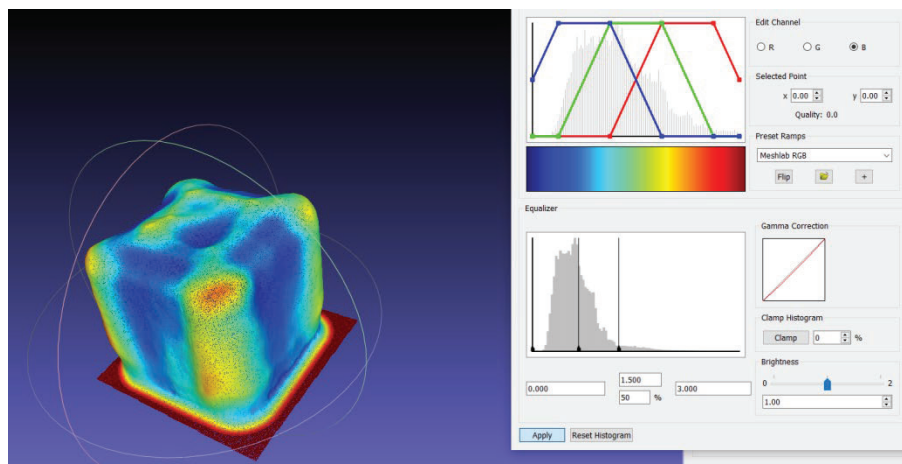 Edit Channel
R G B
Selected Point
x 0.00 y 0.00
Quality: 0.0
Preset Ramps
Meshlab RGB
Flip +
Equalizer
Gamma Correction
Clamp Histogram
Clamp 0 %
Brightness
0 2
1.00
0.000 1.500 3.000
50 %
Apply Reset Histogram